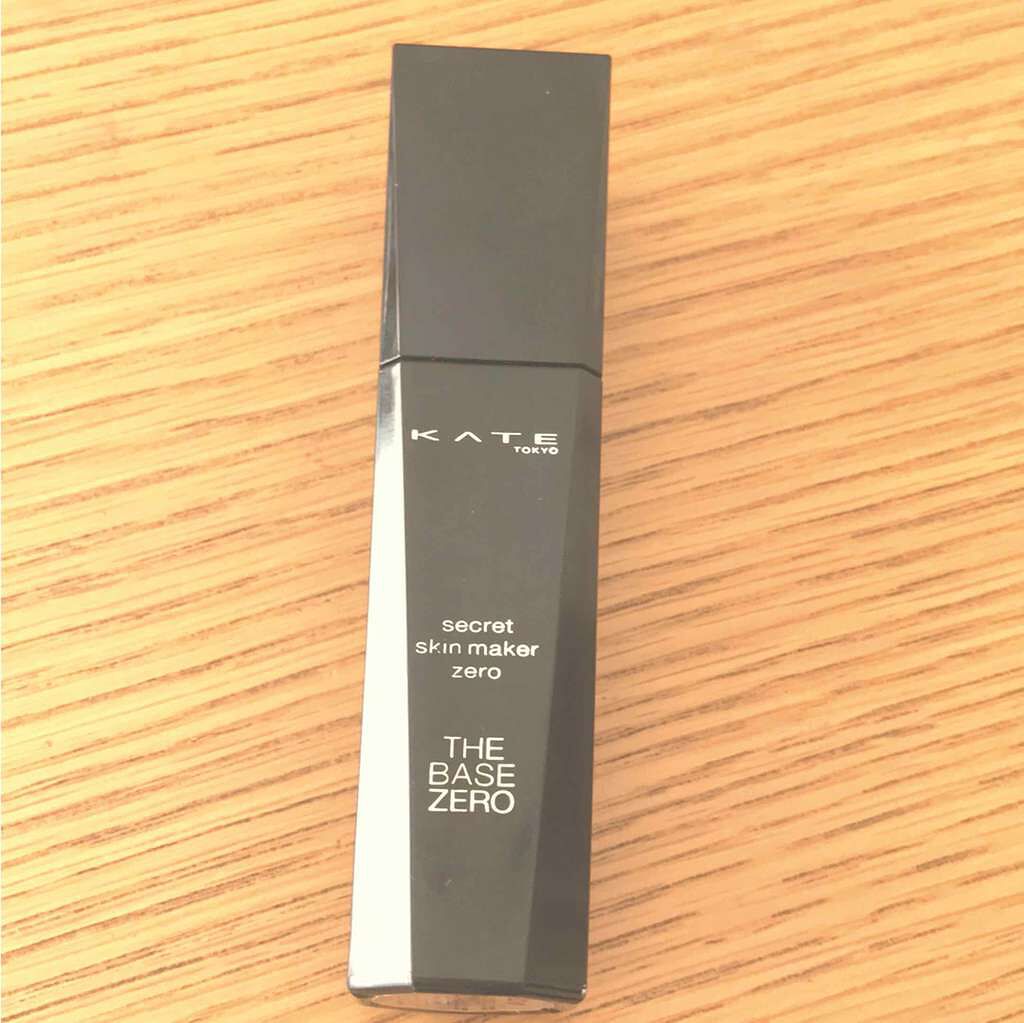 KATE
TOKYO
secret
skin maker
zero
THE
BASE
ZERO